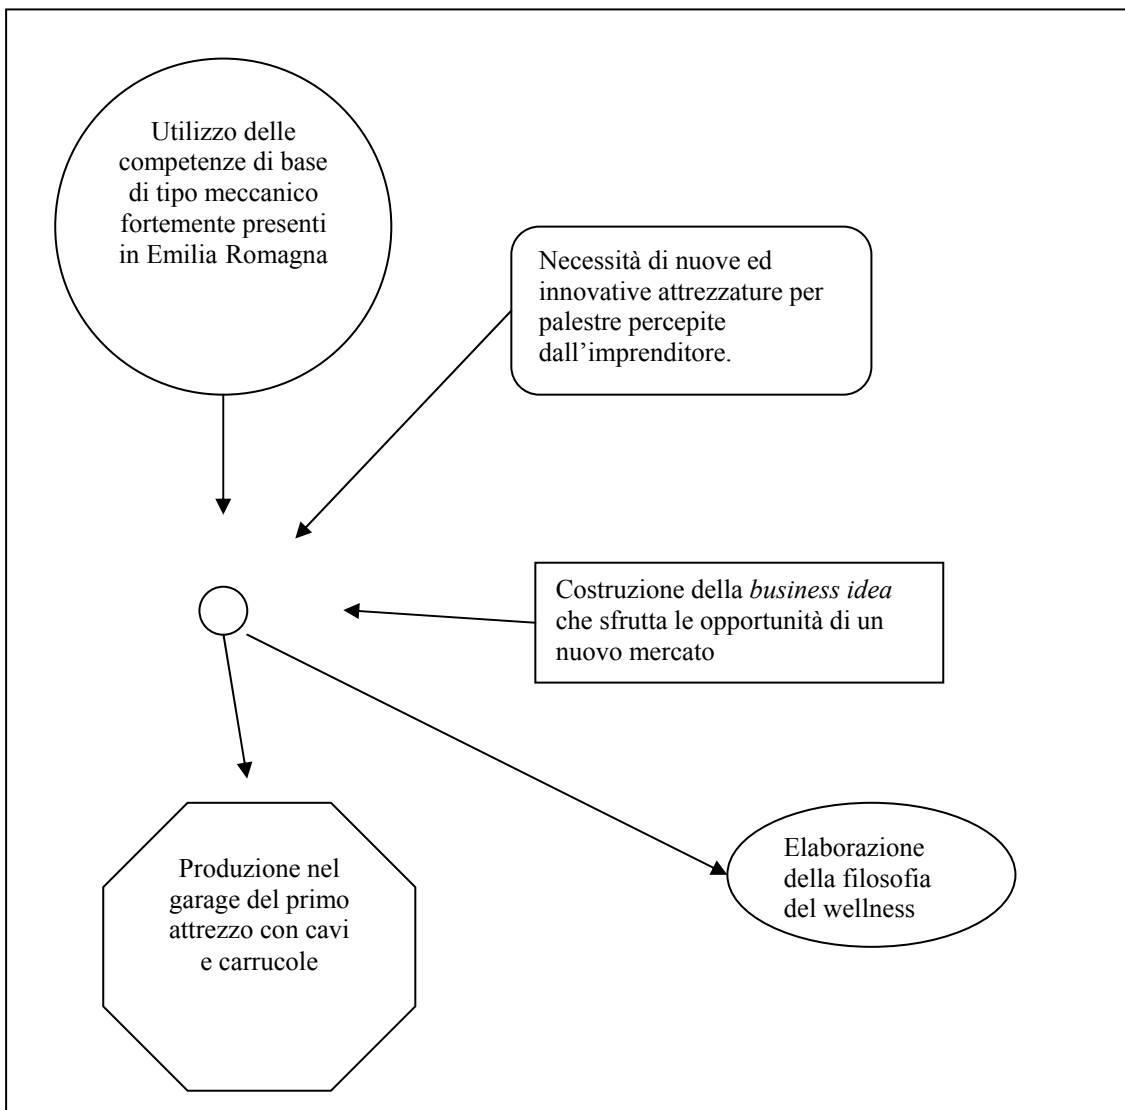 Utilizzo delle
competenze di base
di tipo meccanico
fortemente presenti
in Emilia Romagna
Necessità di nuove ed
innovative attrezzature per
palestre percepite
dall’imprenditore.
Costruzione della business idea
che sfrutta le opportunità di un
nuovo mercato
Produzione nel
garage del primo
attrezzo con cavi
e carrucole
Elaborazione
della filosofia
del wellness